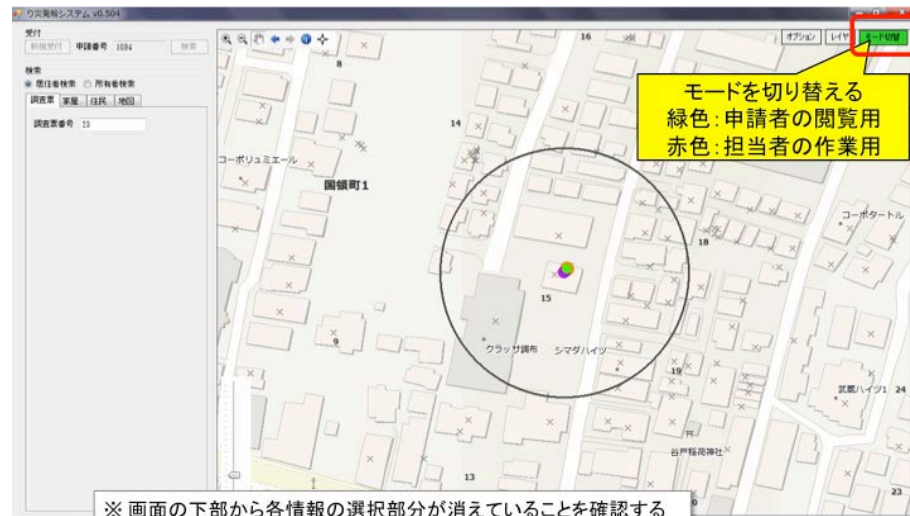 り災発給システム v0.504
受付
新規受付 申請番号 1094 検索
検索
居住者検索 所有者検索
調査票 家屋 住民 地図
調査票番号 23
オプション レイヤ モード切替
モードを切り替える
緑色：申請者の閲覧用
赤色：担当者の作業用
16
8
14
コーポリュミエール
国領町1
コーポタートル
18
15
クラッサ調布 シマダハイツ
9
19
武蔵ハイツ1 24
谷戸稲荷神社
13
23
※ 画面の下部から各情報の選択部分が消えていることを確認する